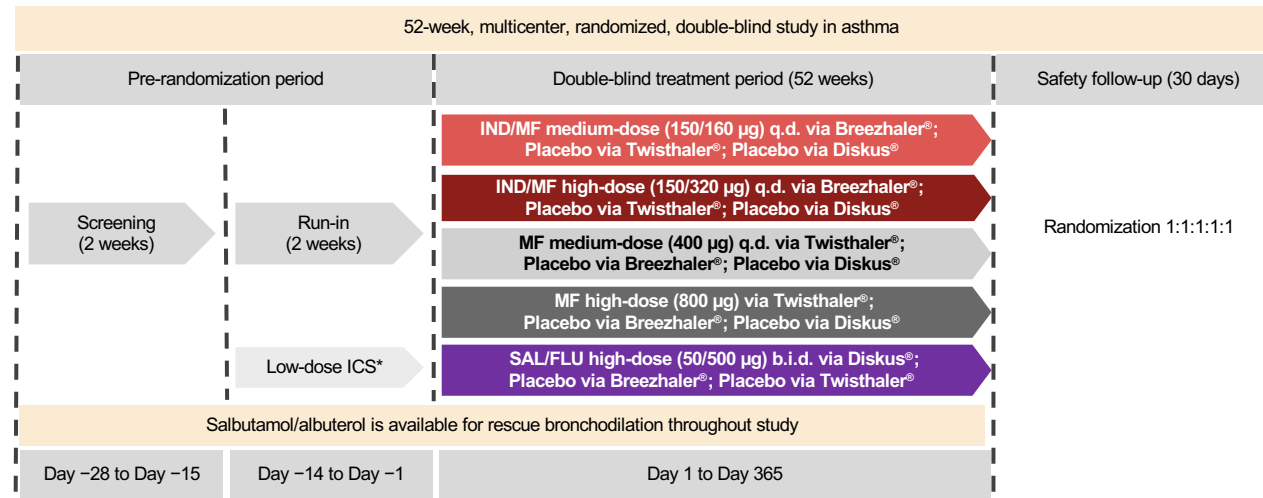 52-week, multicenter, randomized, double-blind study in asthma
Pre-randomization period
Double-blind treatment period (52 weeks)
Safety follow-up (30 days)
Screening
(2 weeks)
Run-in
(2 weeks)
Low-dose ICS*
IND/MF medium-dose (150/160 µg) q.d. via Breezhaler®;
Placebo via Twisthaler®; Placebo via Diskus®
IND/MF high-dose (150/320 µg) q.d. via Breezhaler®;
Placebo via Twisthaler®; Placebo via Diskus®
MF medium-dose (400 µg) q.d. via Twisthaler®;
Placebo via Breezhaler®; Placebo via Diskus®
MF high-dose (800 µg) via Twisthaler®;
Placebo via Breezhaler®; Placebo via Diskus®
SAL/FLU high-dose (50/500 µg) b.i.d. via Diskus®;
Placebo via Breezhaler®; Placebo via Twisthaler®
Randomization 1:1:1:1:1
Salbutamol/albuterol is available for rescue bronchodilation throughout study
Day −28 to Day −15
Day −14 to Day −1
Day 1 to Day 365